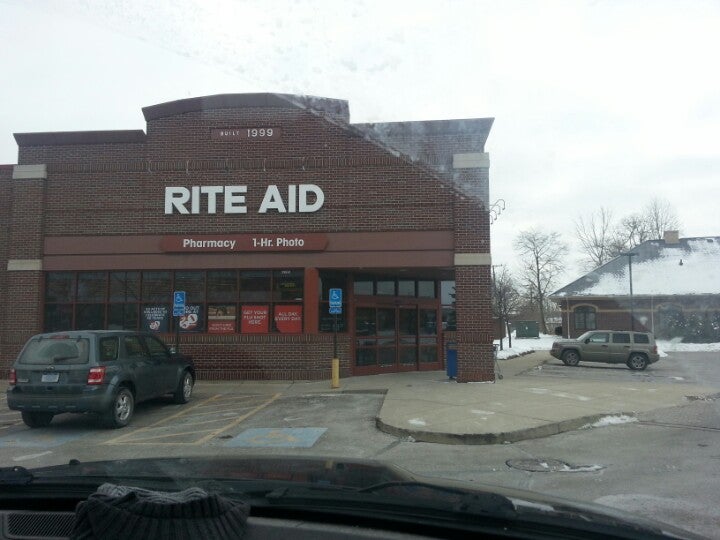 BUILT 1999
RITE AID
Pharmacy 1-Hr. Photo
GET YOUR
FLU SHOT
HERE
ALL DAY.
EVERY DAY.